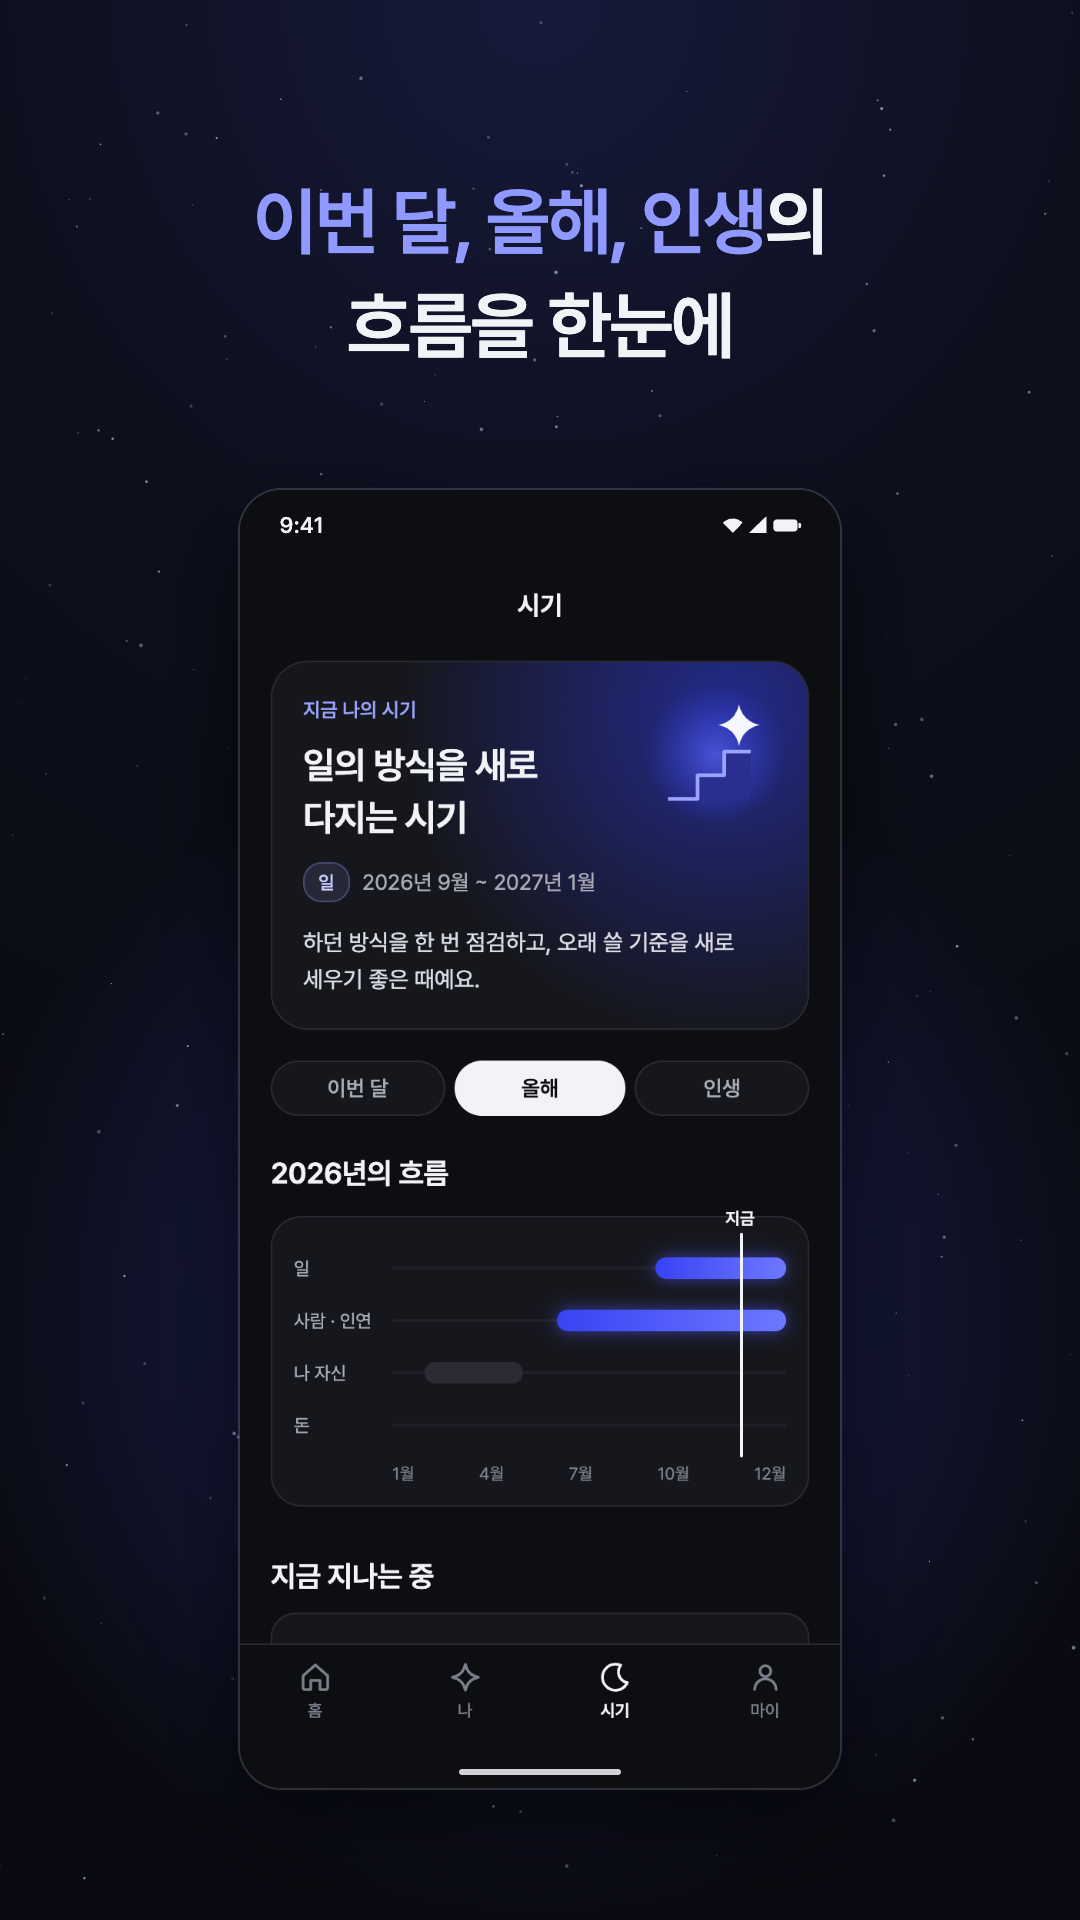 이번 달, 올해, 인생의
흐름을 한눈에
9:41
시기
지금 나의 시기
일의 방식을 새로
다지는 시기
일 2026년 9월 ~ 2027년 1월
하던 방식을 한 번 점검하고, 오래 쓸 기준을 새로
세우기 좋은 때예요.
이번 달 올해 인생
2026년의 흐름
지금
일
사람 · 인연
나 자신
돈
1월 4월 7월 10월 12월
지금 지나는 중
홈 나 시기 마이